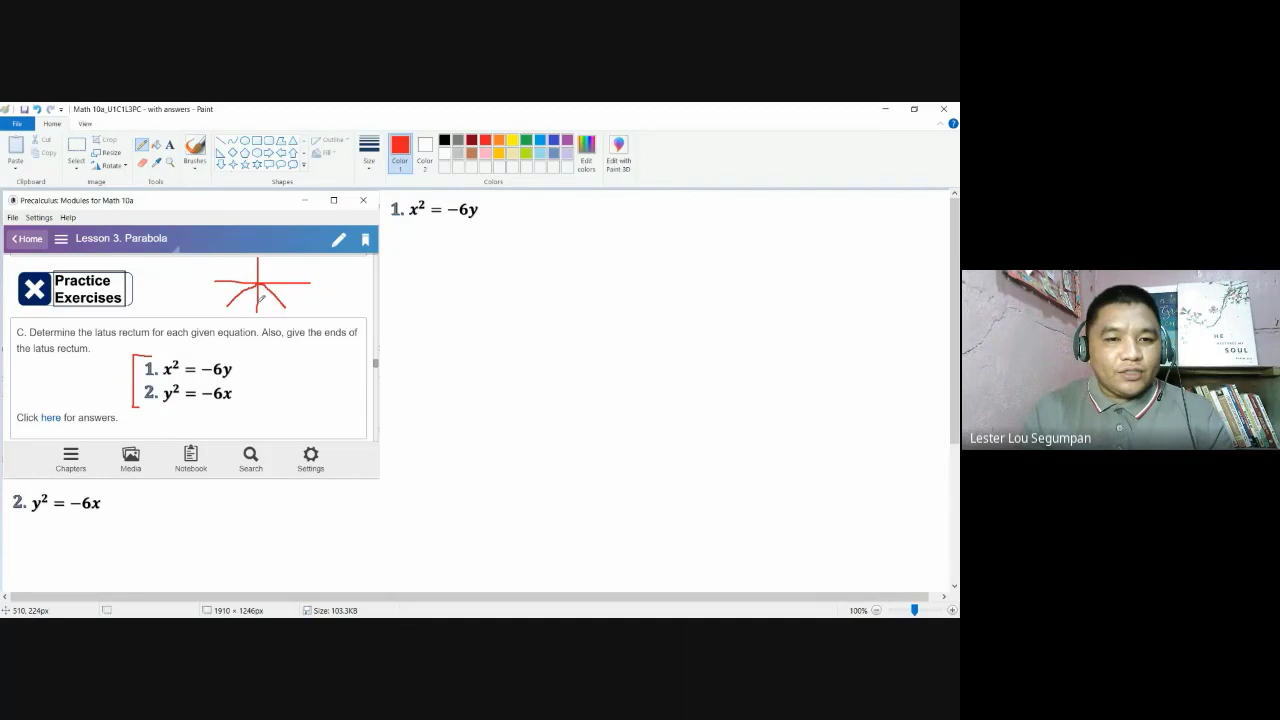 Math 10a_U1C1L3PC - with answers - Paint
File Home View
Paste
Cut
Copy
Clipboard
Select
Crop
Resize
Rotate
Image
Tools
Brushes
Outline
Fill
Shapes
Size
Color 1
Color 2
Edit colors
Edit with Paint 3D
Colors
Precalculus: Modules for Math 10a
File Settings Help
Home
Lesson 3. Parabola
Practice
Exercises
C. Determine the latus rectum for each given equation. Also, give the ends of
the latus rectum.
1. x² = −6y
2. y² = −6x
Click here for answers.
Chapters Media Notebook Search Settings
1. x² = −6y
2. y² = −6x
510, 224px
1910 × 1246px
Size: 103.3KB
100%
HE
SOUL
Lester Lou Segumpan